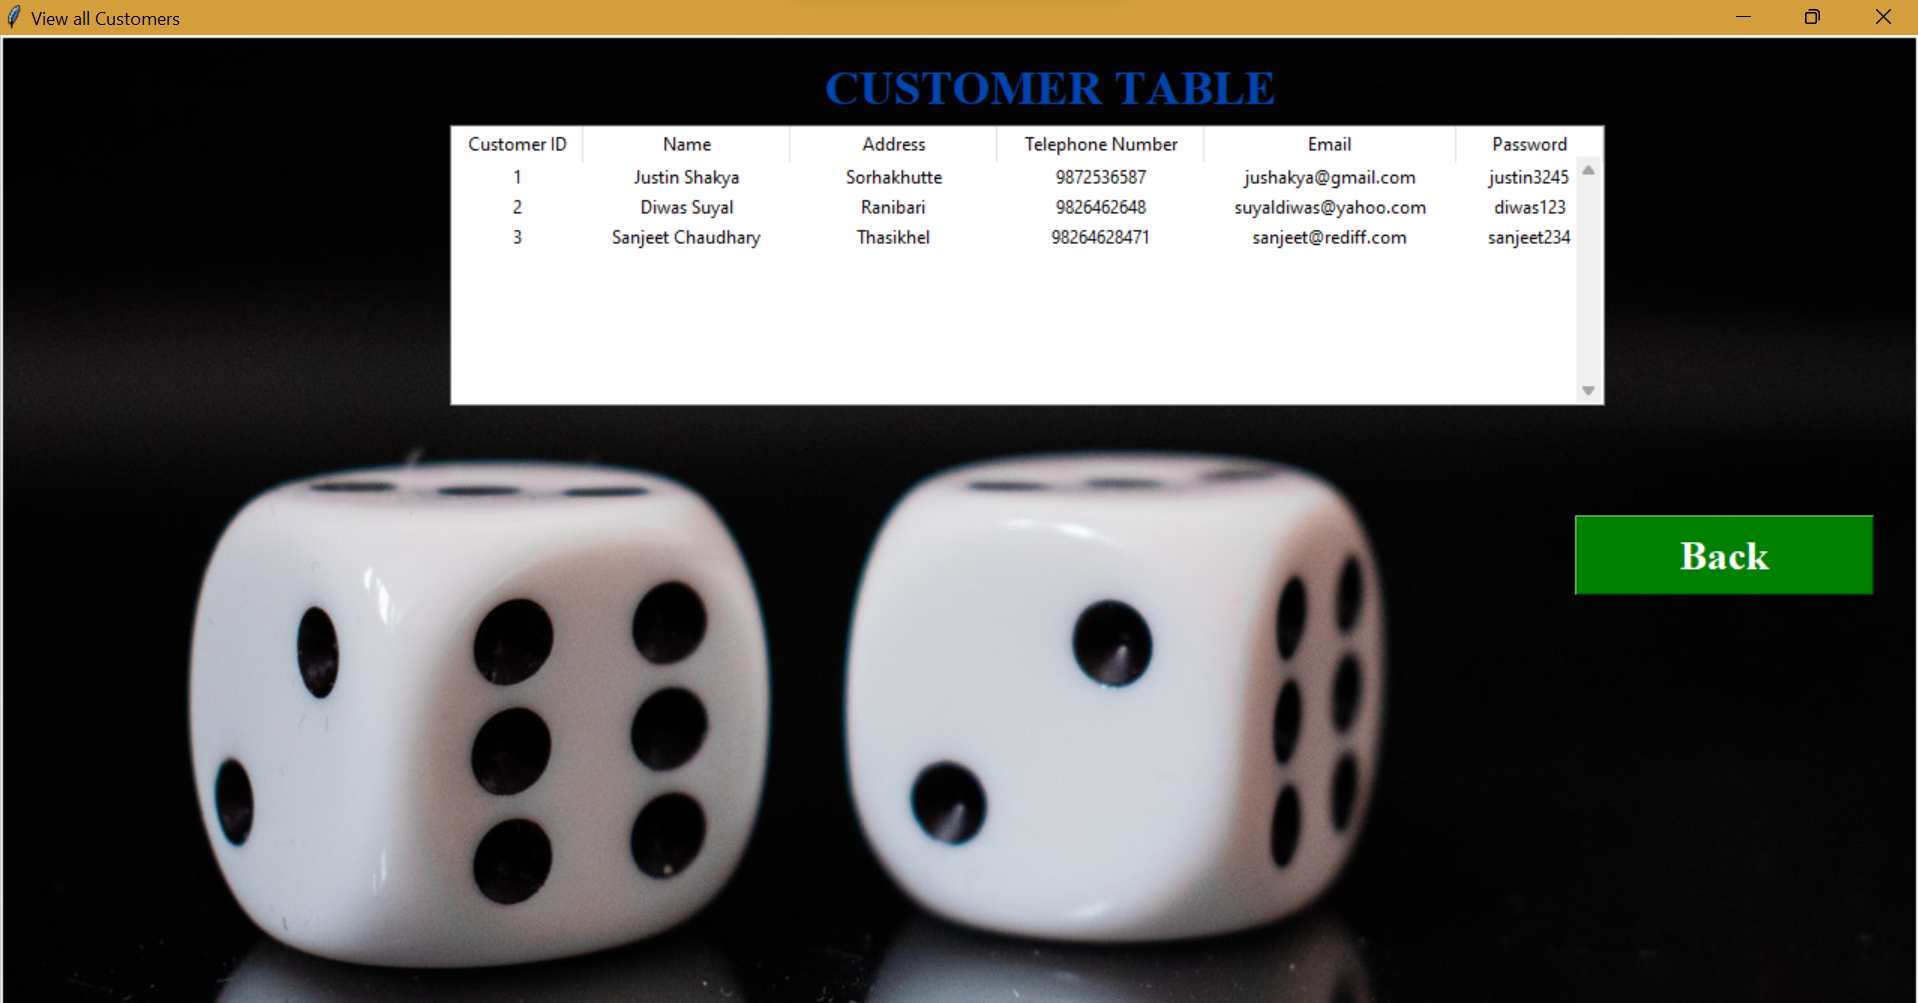 View all Customers
CUSTOMER TABLE
Customer ID Name Address Telephone Number Email Password
1 Justin Shakya Sorhakhutte 9872536587 jushakya@gmail.com justin3245
2 Diwas Suyal Ranibari 9826462648 suyaldiwas@yahoo.com diwas123
3 Sanjeet Chaudhary Thasikhel 98264628471 sanjeet@rediff.com sanjeet234
Back